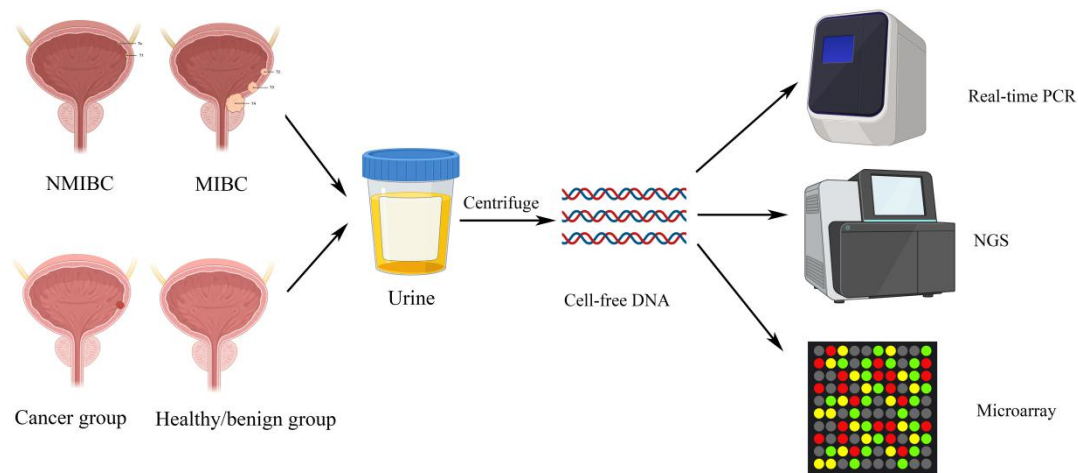 NMIBC
MIBC
Real-time PCR
Centrifuge
NGS
Urine
Cell-free DNA
Cancer group
Healthy/benign group
Microarray